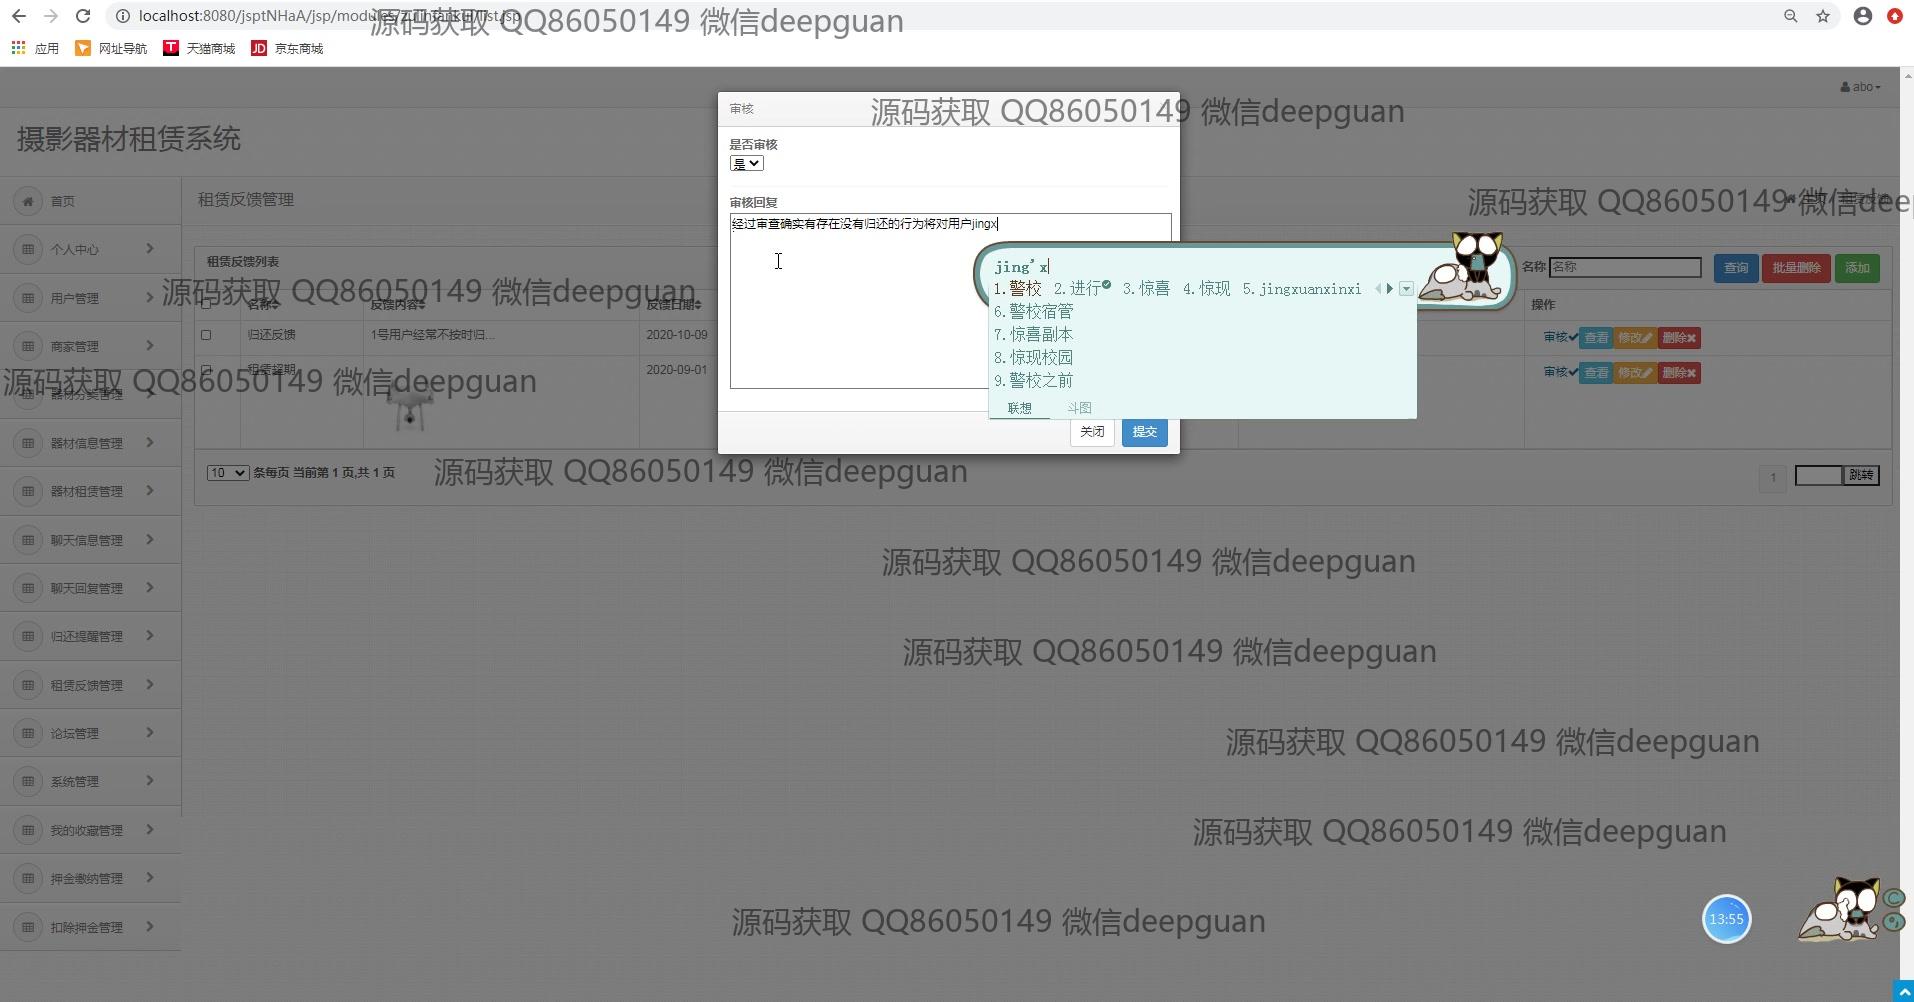 localhost:8080/jsptNHaA/jsp/modules/zulinfankui/list.jsp
源码获取 QQ86050149 微信deepguan
应用 网址导航 天猫商城 京东商城
abo
审核
源码获取 QQ86050149 微信deepguan
摄影器材租赁系统
是否审核
是
首页
租赁反馈管理
源码获取 QQ86050149 微信deepguan
审核回复
经过审查确实有存在没有归还的行为将对用户jingx
个人中心
租赁反馈列表
名称 名称 查询 批量删除 添加
jing'x
1.警校 2.进行 3.惊喜 4.惊现 5.jingxuanxinxi
6.警校宿管
7.惊喜副本
8.惊现校园
9.警校之前
联想 斗图
用户管理
源码获取 QQ86050149 微信deepguan
名称 反馈内容 反馈日期 操作
归还反馈 1号用户经常不按时归... 2020-10-09 审核 查看 修改 删除
商家管理
租赁超期 2020-09-01 审核 查看 修改 删除
源码获取 QQ86050149 微信deepguan
器材分类管理
关闭 提交
器材信息管理
10 条每页 当前第 1 页,共 1 页
源码获取 QQ86050149 微信deepguan
1 跳转
器材租赁管理
聊天信息管理
源码获取 QQ86050149 微信deepguan
聊天回复管理
归还提醒管理
源码获取 QQ86050149 微信deepguan
租赁反馈管理
论坛管理
源码获取 QQ86050149 微信deepguan
系统管理
我的收藏管理
源码获取 QQ86050149 微信deepguan
押金缴纳管理
扣除押金管理
源码获取 QQ86050149 微信deepguan
13:55